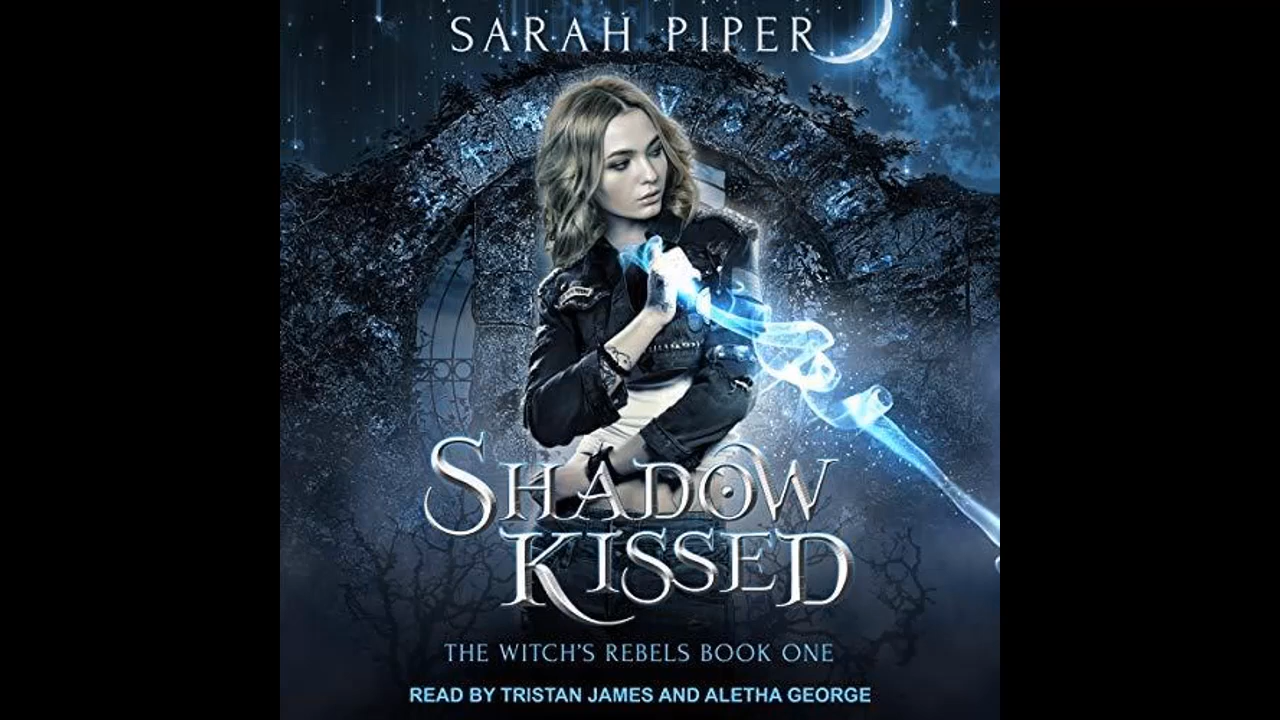 SARAH PIPER
SHADOW
KISSED
THE WITCH'S REBELS BOOK ONE
READ BY TRISTAN JAMES AND ALETHA GEORGE